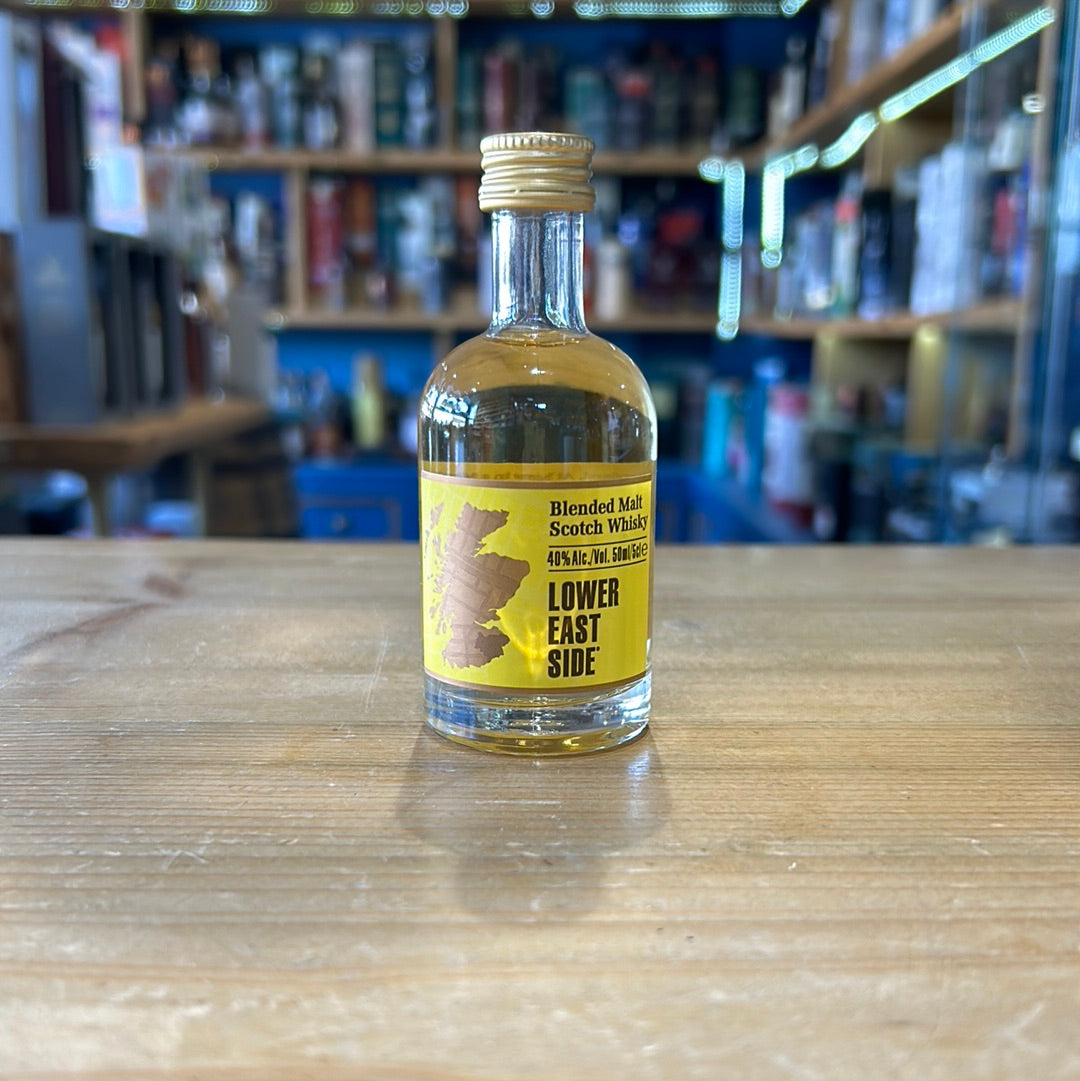 Blended Malt
Scotch Whisky
40%Alc./Vol. 50ml/5cl℮
LOWER
EAST
SIDE®